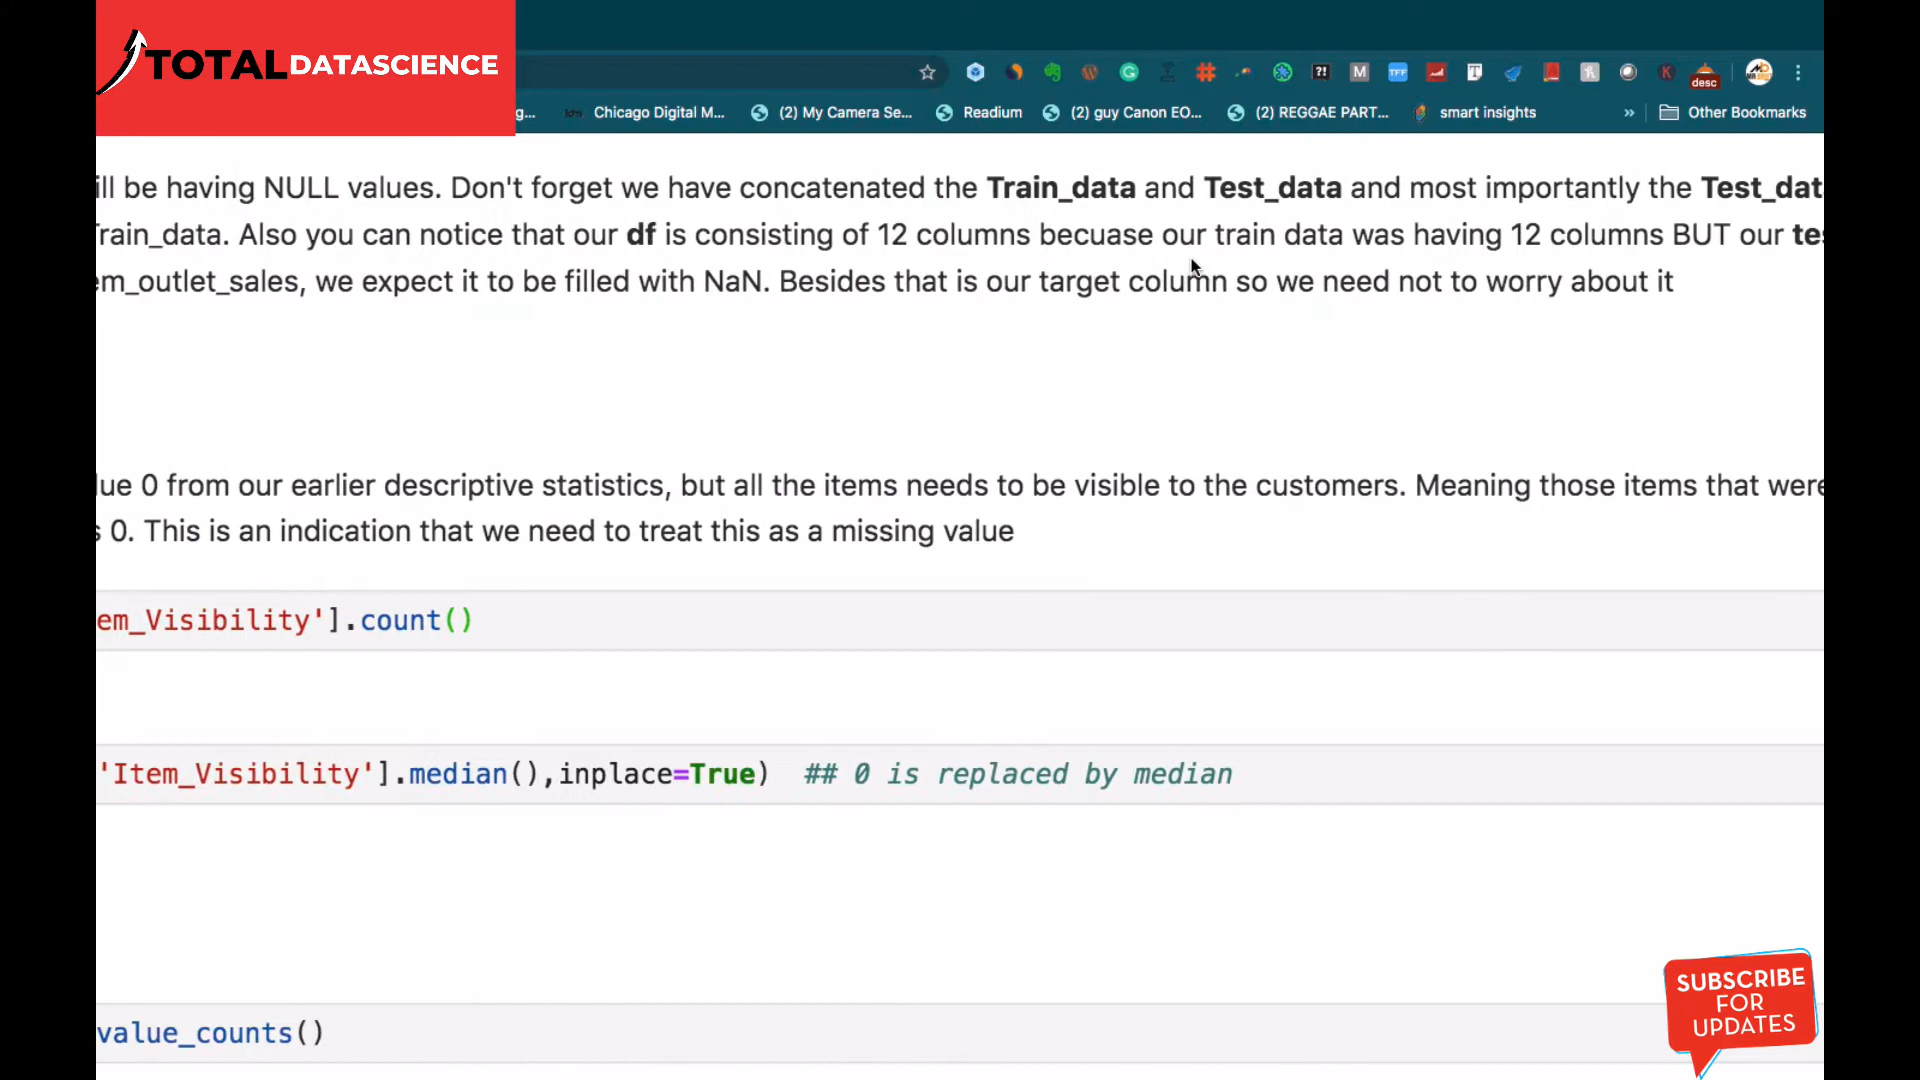 TOTALDATASCIENCE
desc
g... Chicago Digital M... (2) My Camera Se... Readium (2) guy Canon EO... (2) REGGAE PART... smart insights » Other Bookmarks
ill be having NULL values. Don't forget we have concatenated the Train_data and Test_data and most importantly the Test_dat
Train_data. Also you can notice that our df is consisting of 12 columns becuase our train data was having 12 columns BUT our te
em_outlet_sales, we expect it to be filled with NaN. Besides that is our target column so we need not to worry about it
lue 0 from our earlier descriptive statistics, but all the items needs to be visible to the customers. Meaning those items that were
s 0. This is an indication that we need to treat this as a missing value
em_Visibility'].count()
'Item_Visibility'].median(),inplace=True) ## 0 is replaced by median
value_counts()
SUBSCRIBE
FOR
UPDATES